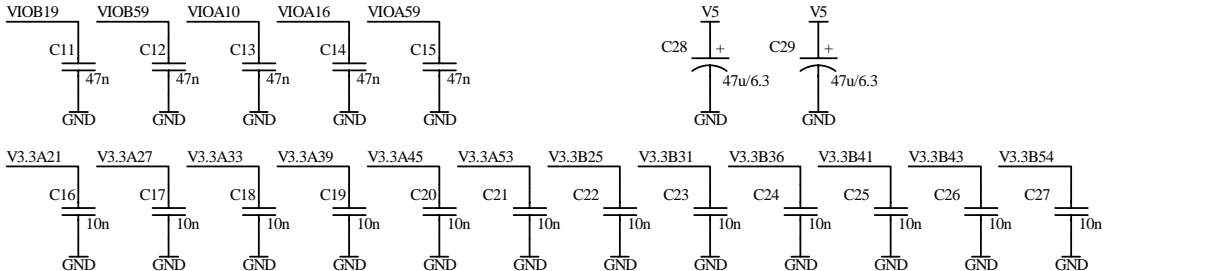 VIOB19 VIOB59 VIOA10 VIOA16 VIOA59 V5 V5
C11 C12 C13 C14 C15 C28 + C29 +
47n 47n 47n 47n 47n 47u/6.3 47u/6.3
GND GND GND GND GND GND GND
V3.3A21 V3.3A27 V3.3A33 V3.3A39 V3.3A45 V3.3A53 V3.3B25 V3.3B31 V3.3B36 V3.3B41 V3.3B43 V3.3B54
C16 C17 C18 C19 C20 C21 C22 C23 C24 C25 C26 C27
10n 10n 10n 10n 10n 10n 10n 10n 10n 10n 10n 10n
GND GND GND GND GND GND GND GND GND GND GND GND